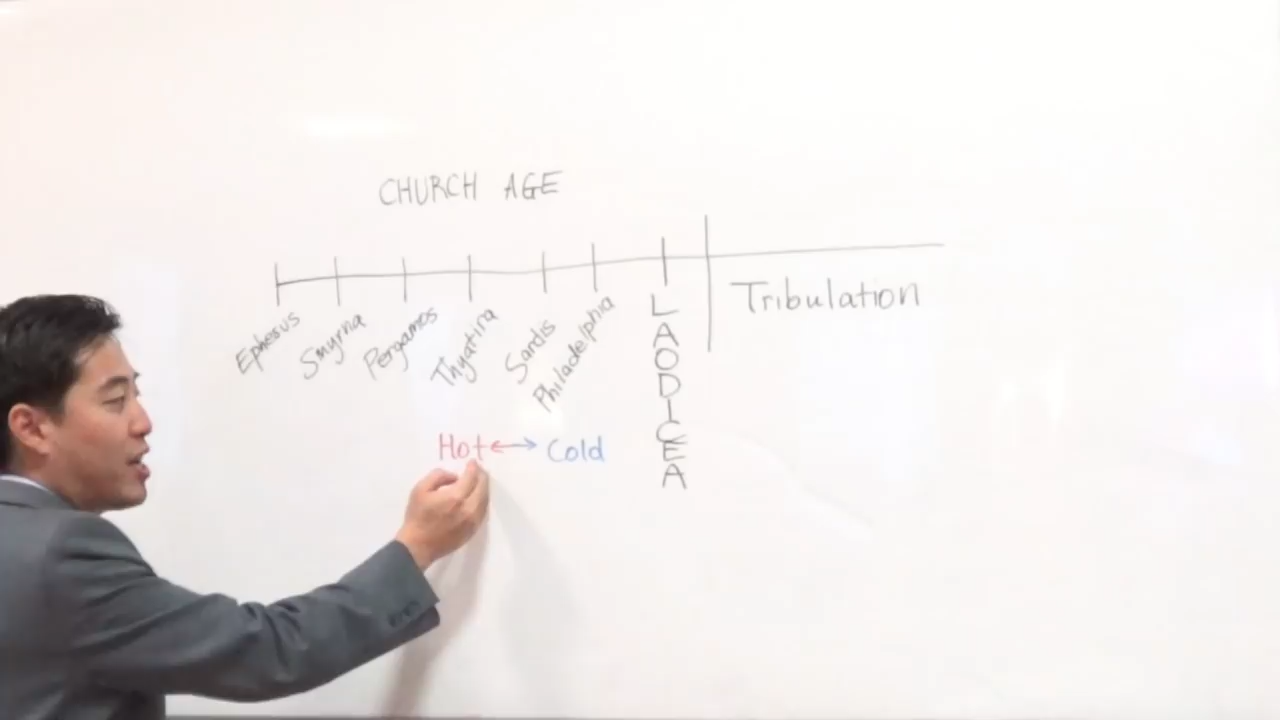 CHURCH AGE
Ephesus
Smyrna
Pergamos
Thyatira
Sardis
Philadelphia
LAODICEA
Tribulation
Hot ↔ Cold